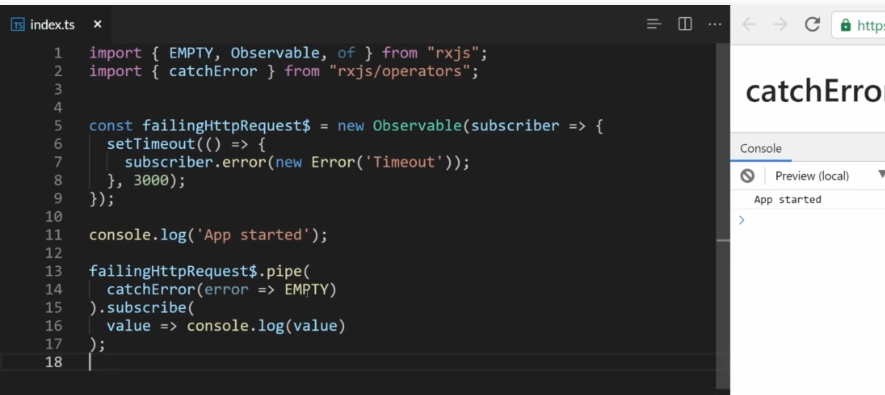 TS index.ts ×
1 import { EMPTY, Observable, of } from "rxjs";
2 import { catchError } from "rxjs/operators";
3
4
5 const failingHttpRequest$ = new Observable(subscriber => {
6 setTimeout(() => {
7 subscriber.error(new Error('Timeout'));
8 }, 3000);
9 });
10
11 console.log('App started');
12
13 failingHttpRequest$.pipe(
14 catchError(error => EMPTY)
15 ).subscribe(
16 value => console.log(value)
17 );
18
https
catchErro
Console
Preview (local)
App started
>